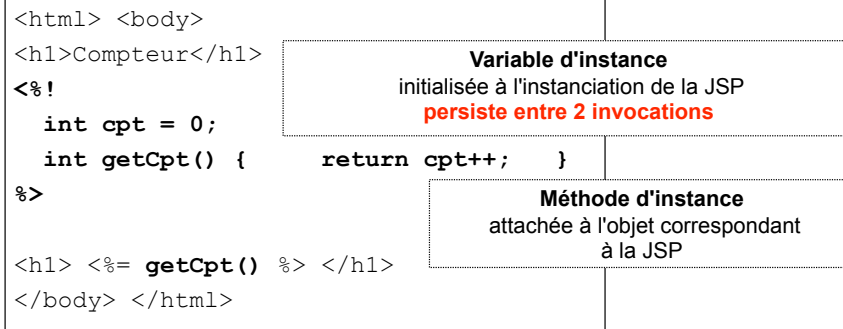 <html> <body>
<h1>Compteur</h1>
Variable d'instance
initialisée à l'instanciation de la JSP
persiste entre 2 invocations
<%!
int cpt = 0;
int getCpt() { return cpt++; }
%>
Méthode d'instance
attachée à l'objet correspondant
à la JSP
<h1> <%= getCpt() %> </h1>
</body> </html>